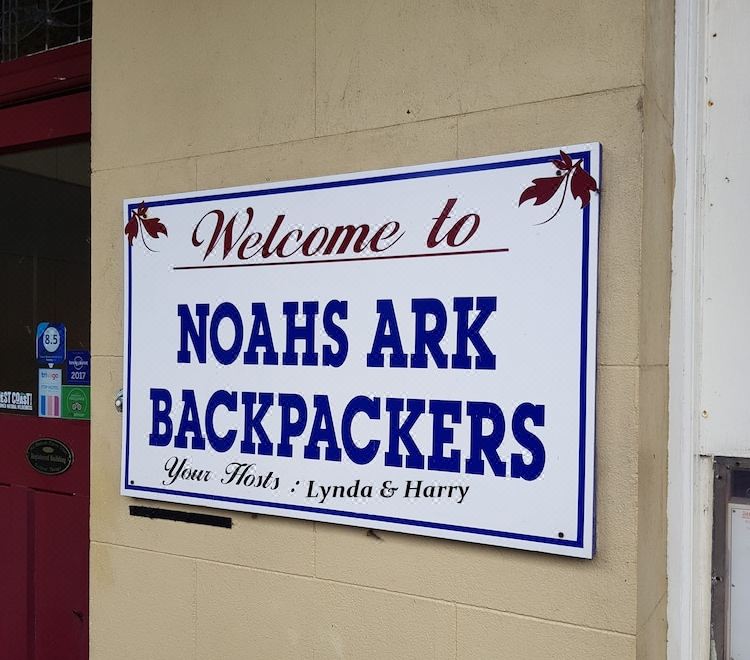 Welcome to
NOAHS ARK
BACKPACKERS
Your Hosts : Lynda & Harry
8.5
2017